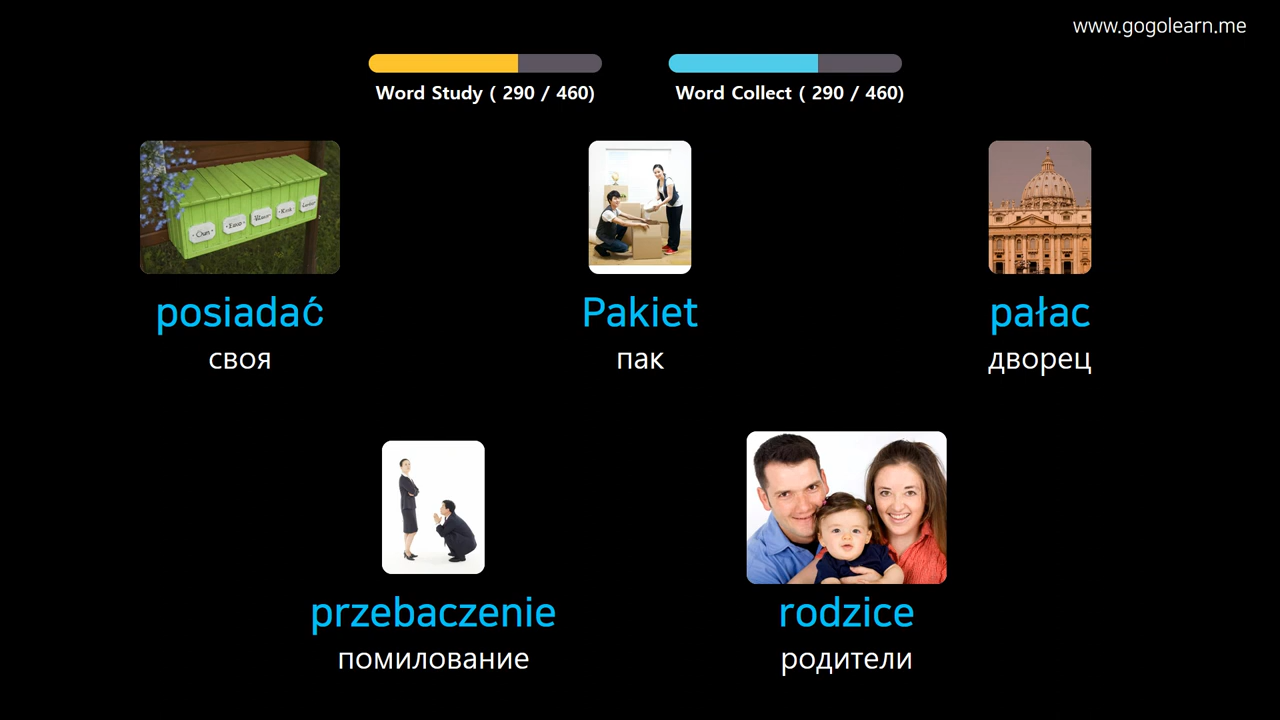 www.gogolearn.me
Word Study ( 290 / 460)
Word Collect ( 290 / 460)
posiadać
своя
Pakiet
пак
pałac
дворец
przebaczenie
помилование
rodzice
родители